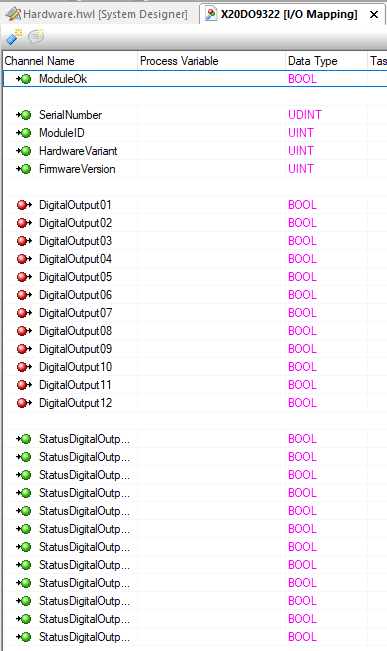 Hardware.hwl [System Designer] X20DO9322 [I/O Mapping] ×
Channel Name Process Variable Data Type Tas
ModuleOk BOOL
SerialNumber UDINT
ModuleID UINT
HardwareVariant UINT
FirmwareVersion UINT
DigitalOutput01 BOOL
DigitalOutput02 BOOL
DigitalOutput03 BOOL
DigitalOutput04 BOOL
DigitalOutput05 BOOL
DigitalOutput06 BOOL
DigitalOutput07 BOOL
DigitalOutput08 BOOL
DigitalOutput09 BOOL
DigitalOutput10 BOOL
DigitalOutput11 BOOL
DigitalOutput12 BOOL
StatusDigitalOutp... BOOL
StatusDigitalOutp... BOOL
StatusDigitalOutp... BOOL
StatusDigitalOutp... BOOL
StatusDigitalOutp... BOOL
StatusDigitalOutp... BOOL
StatusDigitalOutp... BOOL
StatusDigitalOutp... BOOL
StatusDigitalOutp... BOOL
StatusDigitalOutp... BOOL
StatusDigitalOutp... BOOL
StatusDigitalOutp... BOOL